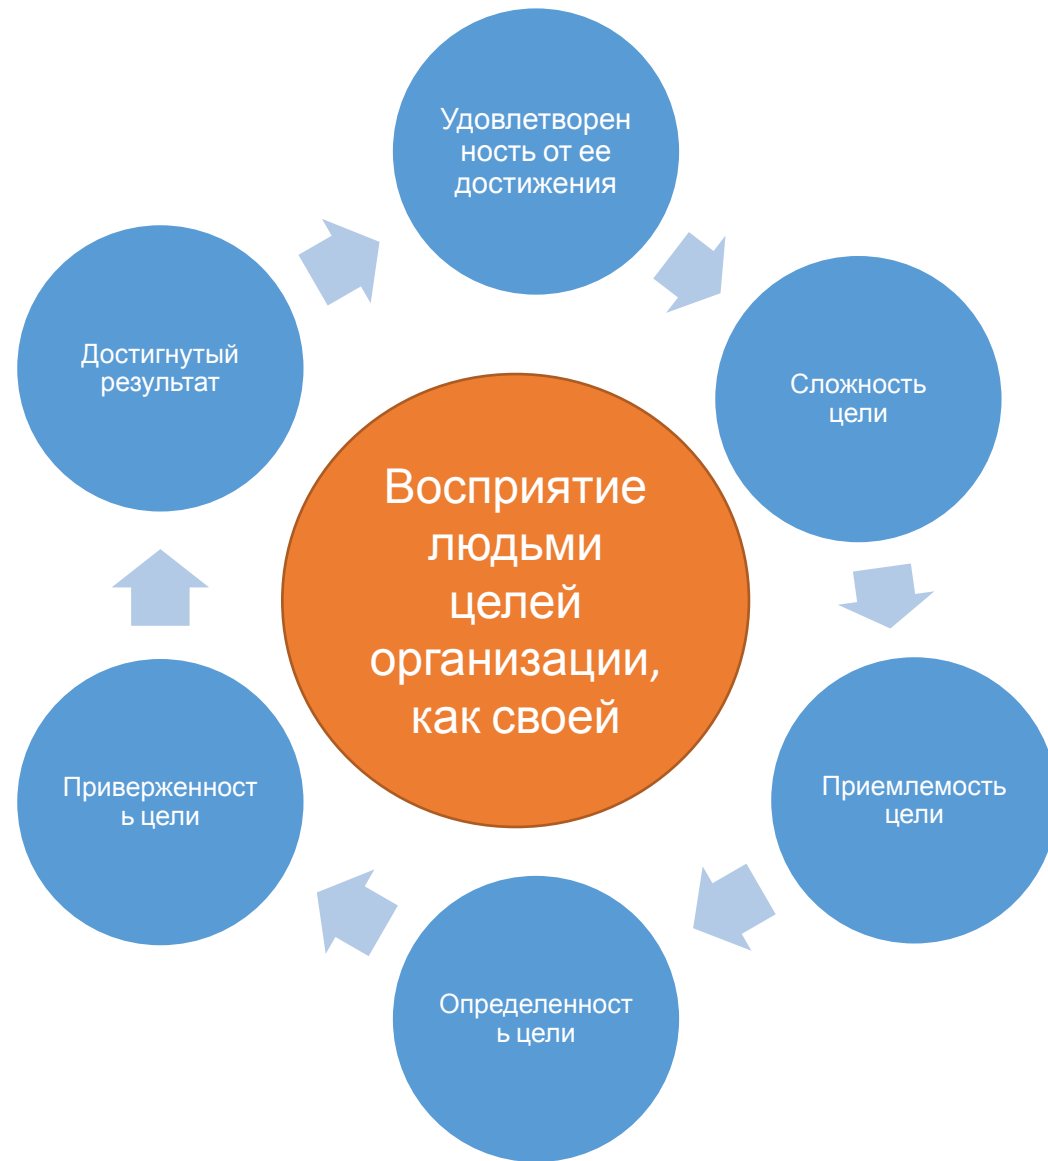 Удовлетворен
ность от ее
достижения
Сложность
цели
Приемлемость
цели
Определенност
ь цели
Приверженност
ь цели
Достигнутый
результат
Восприятие
людьми
целей
организации,
как своей